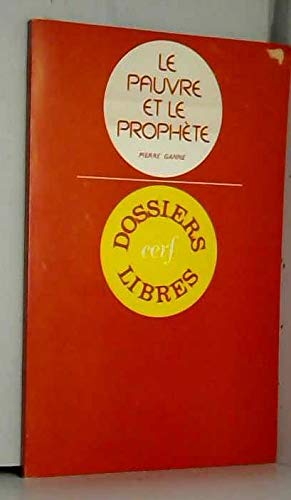 LE
PAUVRE
ET LE
PROPHÈTE
PIERRE GANNE
DOSSIERS
cerf
LIBRES